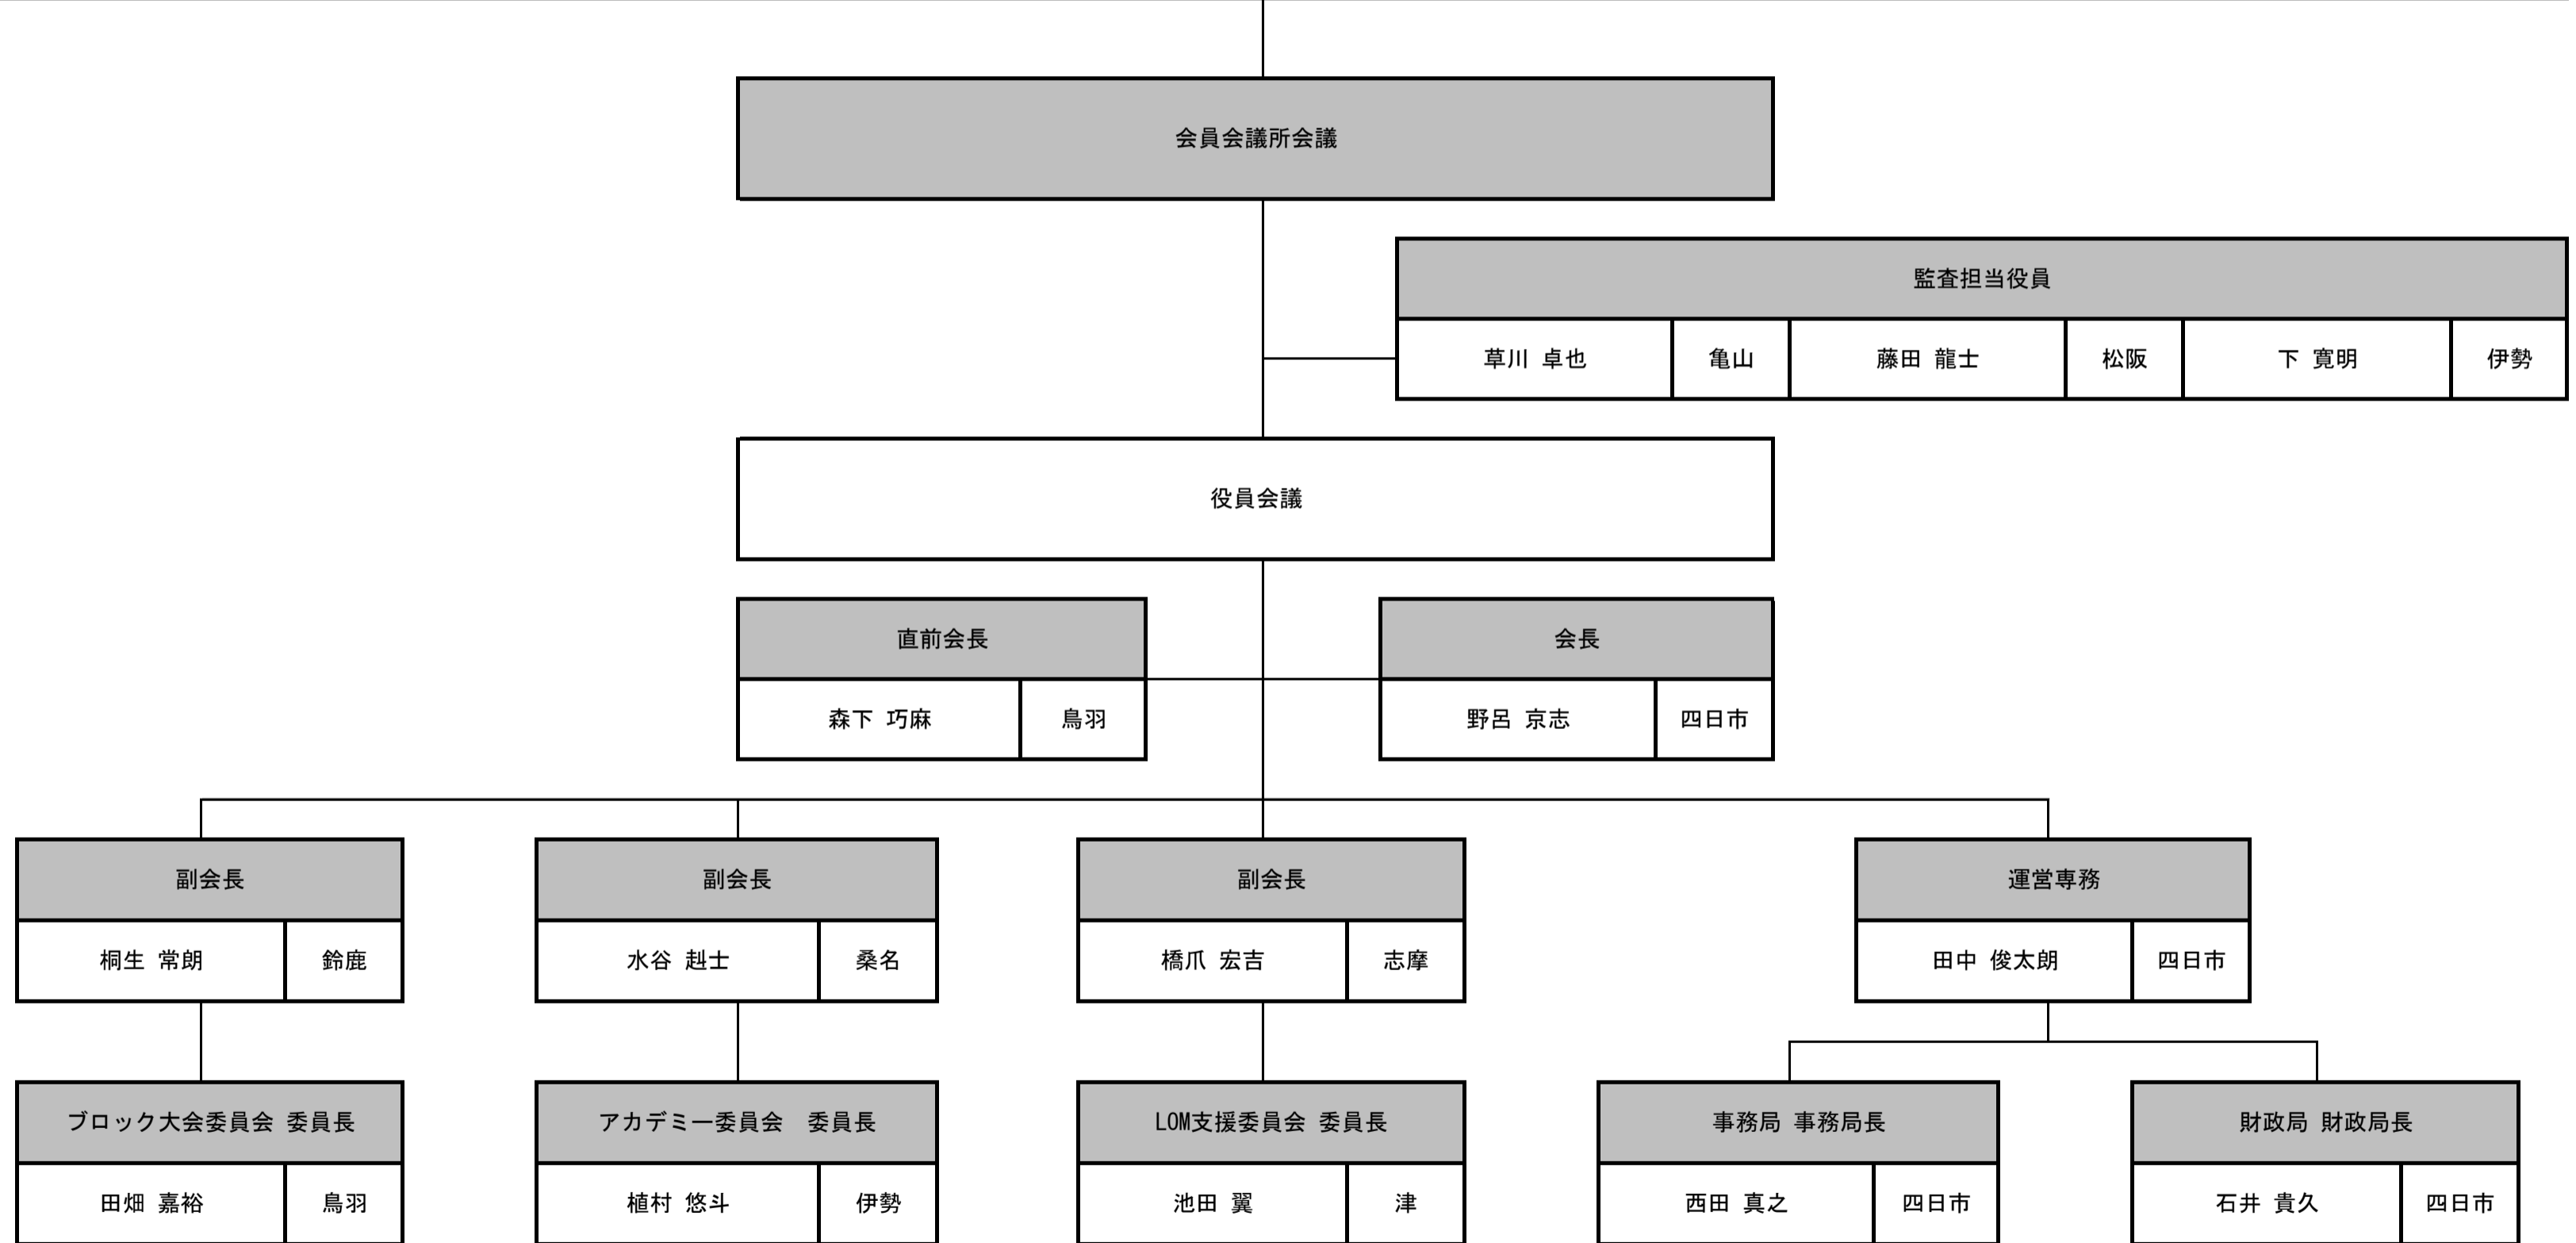 会員会議所会議
監査担当役員
草川 卓也 亀山 藤田 龍士 松阪 下 寛明 伊勢
役員会議
直前会長 会長
森下 巧麻 鳥羽 野呂 京志 四日市
副会長 副会長 副会長 運営専務
桐生 常朗 鈴鹿 水谷 赳士 桑名 橋爪 宏吉 志摩 田中 俊太朗 四日市
ブロック大会委員会 委員長 アカデミー委員会　委員長 LOM支援委員会 委員長 事務局 事務局長 財政局 財政局長
田畑 嘉裕 鳥羽 植村 悠斗 伊勢 池田 翼 津 西田 真之 四日市 石井 貴久 四日市